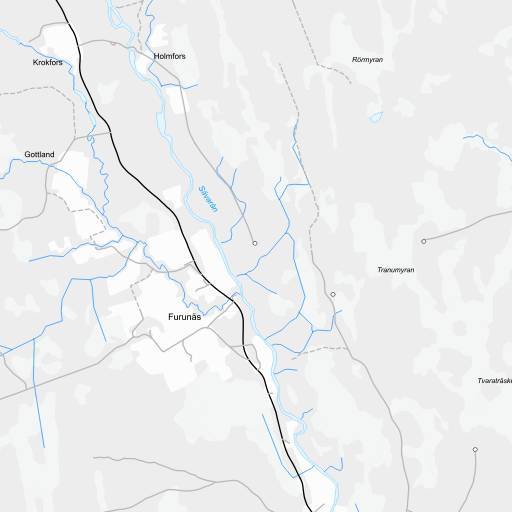 Holmfors
Rörmyran
Krokfors
Gottland
Sävarån
Tranumyran
Furunäs